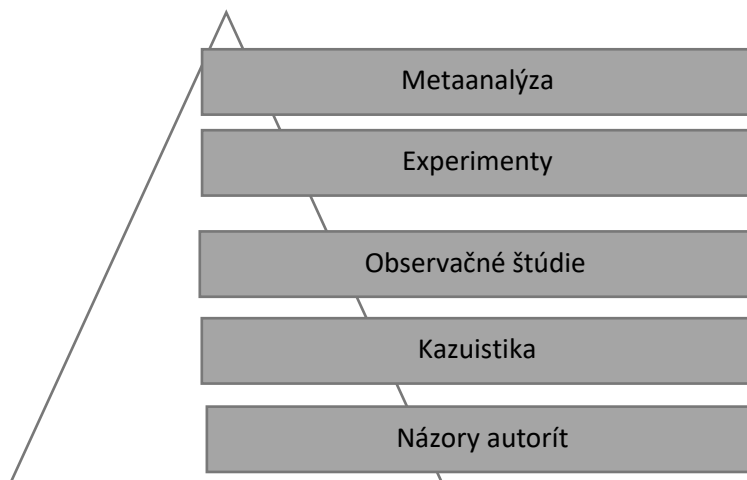 Metaanalýza
Experimenty
Observačné štúdie
Kazuistika
Názory autorít